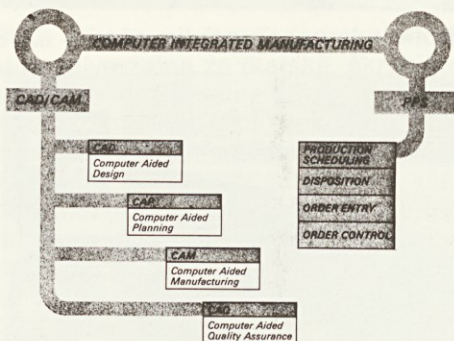 COMPUTER INTEGRATED MANUFACTURING
CAD/CAM
PPS
CAD
Computer Aided
Design
CAP
Computer Aided
Planning
CAM
Computer Aided
Manufacturing
CAQ
Computer Aided
Quality Assurance
PRODUCTION
SCHEDULING
DISPOSITION
ORDER ENTRY
ORDER CONTROL